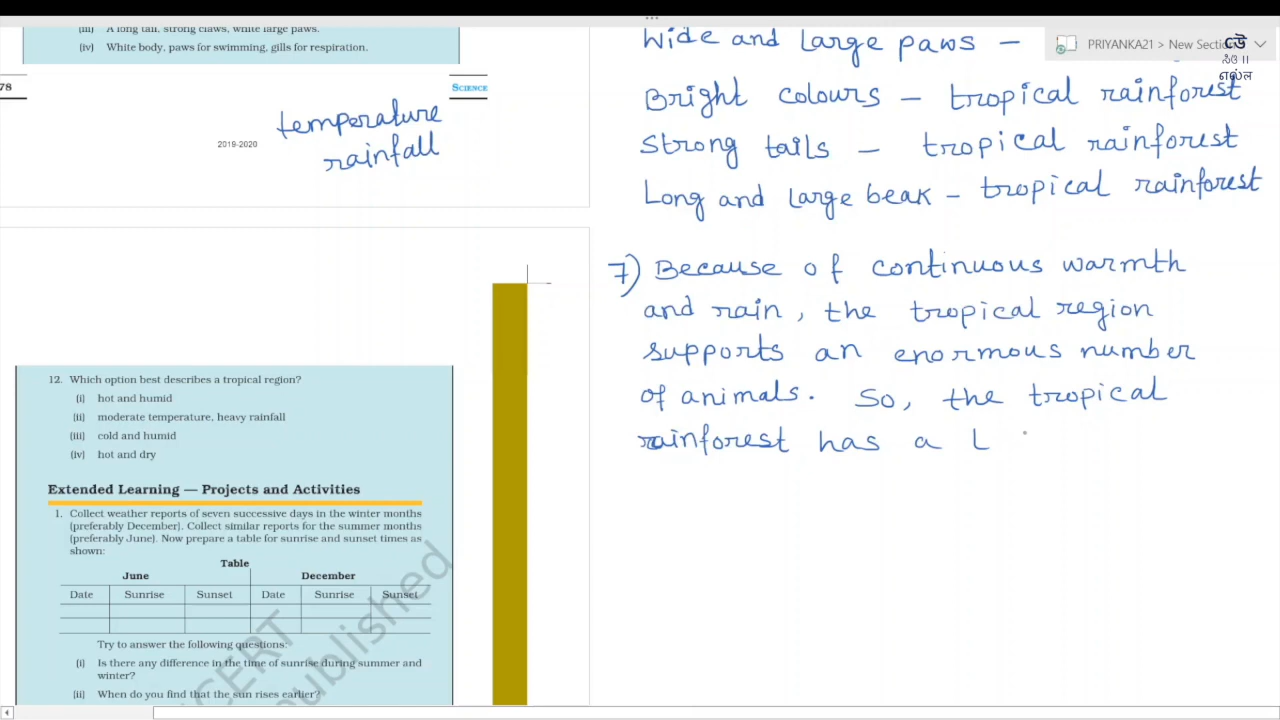 (iii) A long tail, strong claws, white large paws.
(iv) White body, paws for swimming, gills for respiration.
78
SCIENCE
2019-2020
temperature
rainfall
12. Which option best describes a tropical region?
(i) hot and humid
(ii) moderate temperature, heavy rainfall
(iii) cold and humid
(iv) hot and dry
Extended Learning — Projects and Activities
1. Collect weather reports of seven successive days in the winter months
(preferably December). Collect similar reports for the summer months
(preferably June). Now prepare a table for sunrise and sunset times as
shown:
Table
June December
Date Sunrise Sunset Date Sunrise Sunset
Try to answer the following questions:
(i) Is there any difference in the time of sunrise during summer and
winter?
(ii) When do you find that the sun rises earlier?
NCERT
published
PRIYANKA21 > New Section
Wide and large paws –
Bright colours – tropical rainforest
Strong tails – tropical rainforest
Long and large beak – tropical rainforest
7) Because of continuous warmth
and rain, the tropical region
supports an enormous number
of animals. So, the tropical
rainforest has a l